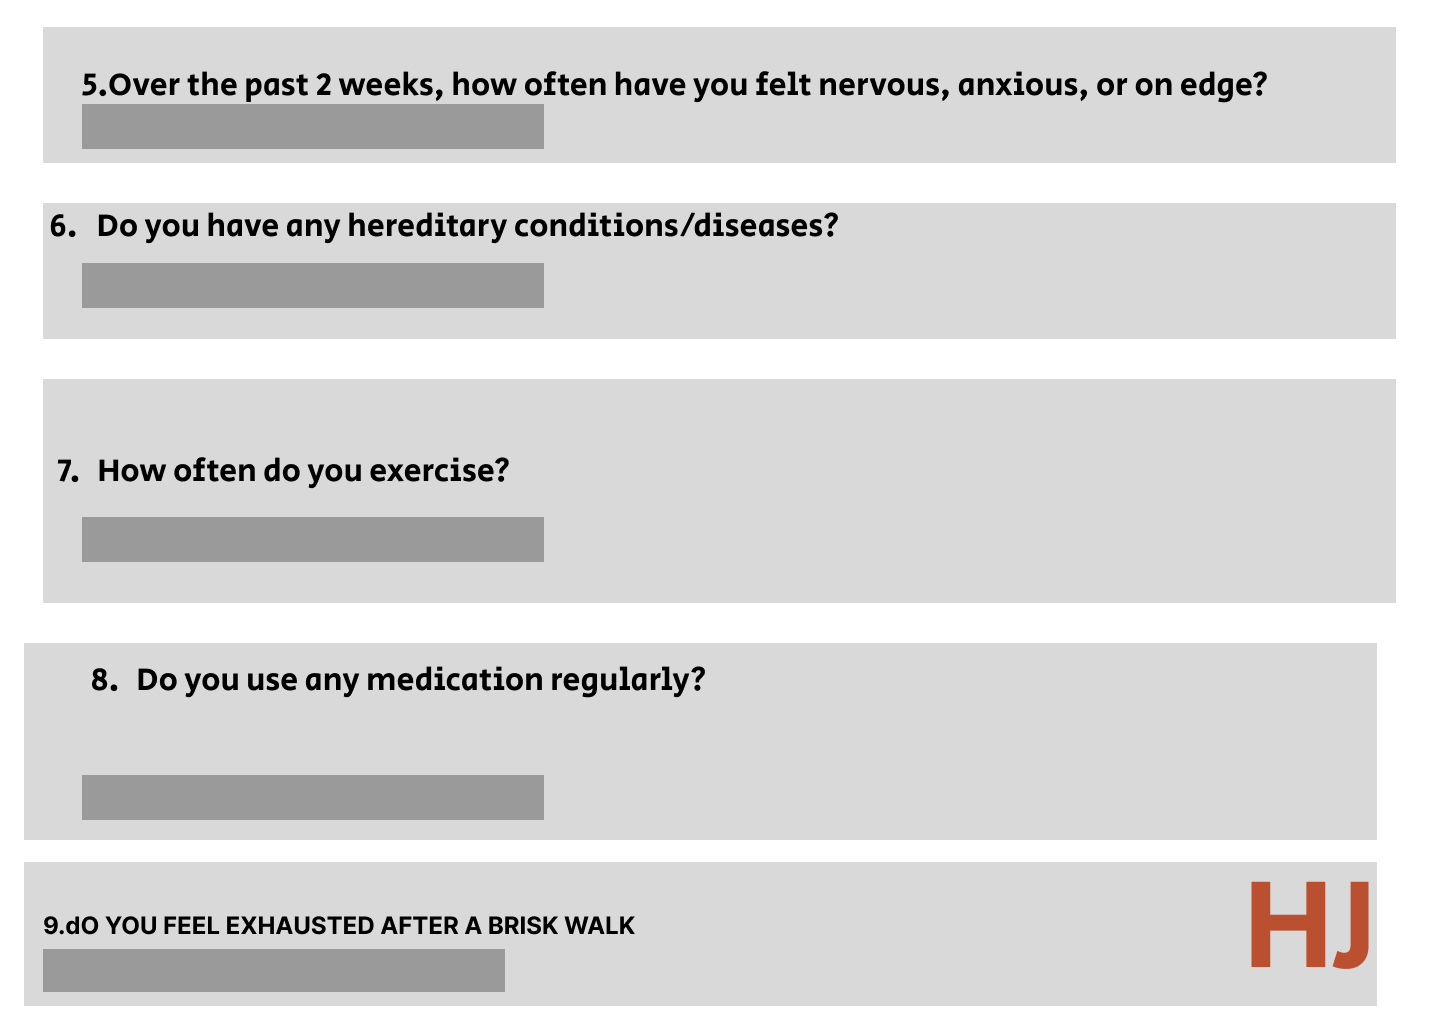 5.Over the past 2 weeks, how often have you felt nervous, anxious, or on edge?
6. Do you have any hereditary conditions/diseases?
7. How often do you exercise?
8. Do you use any medication regularly?
9.dO YOU FEEL EXHAUSTED AFTER A BRISK WALK
HJ